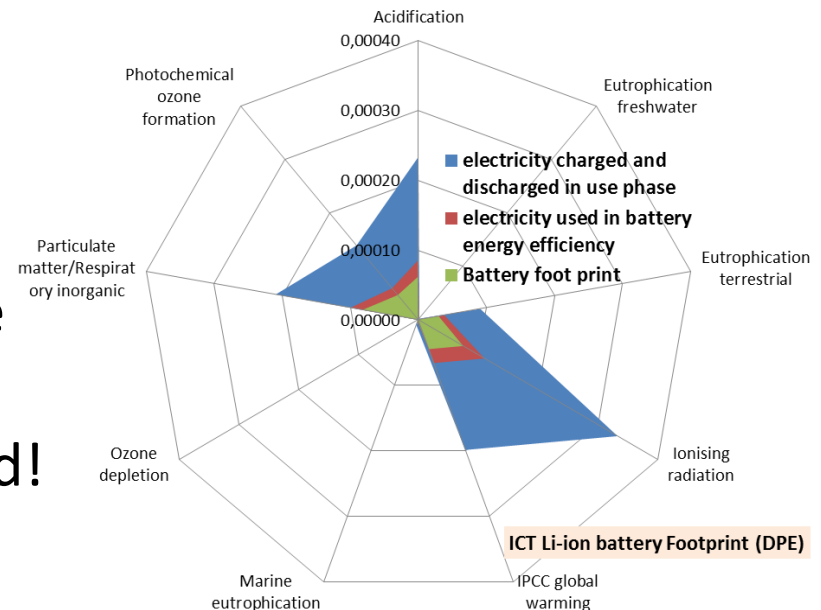 Acidification
0,00040
Photochemical
ozone
formation
Eutrophication
freshwater
0,00030
electricity charged and
discharged in use phase
0,00020
electricity used in battery
energy efficiency
0,00010
Battery foot print
Particulate
matter/Respirat
ory inorganic
Eutrophication
terrestrial
e
0,00000
d!
Ozone
depletion
Ionising
radiation
ICT Li-ion battery Footprint (DPE)
Marine
eutrophication
IPCC global
warming